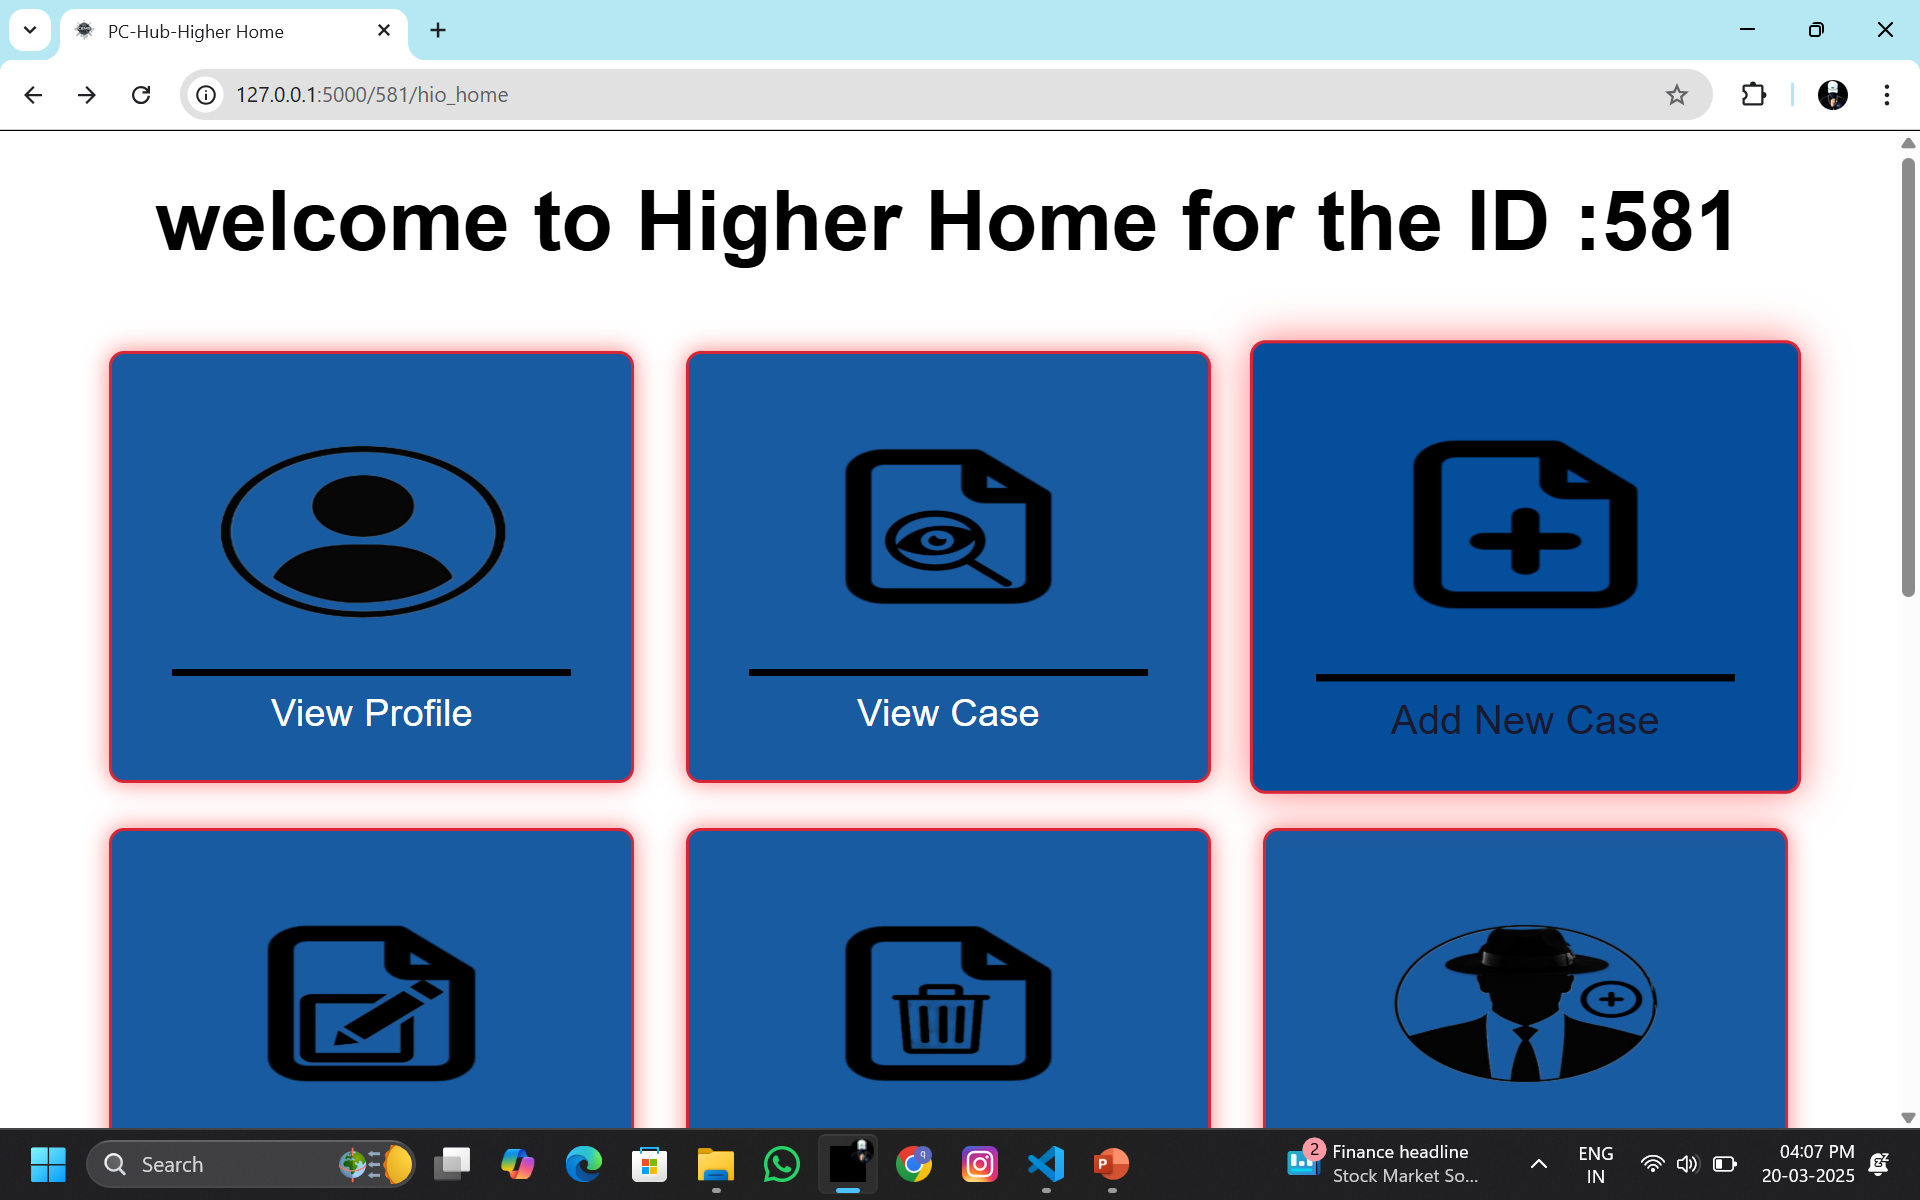 PC-Hub-Higher Home
127.0.0.1:5000/581/hio_home
welcome to Higher Home for the ID :581
View Profile
View Case
Add New Case
Search
2
Finance headline
Stock Market So...
ENG
IN
04:07 PM
20-03-2025